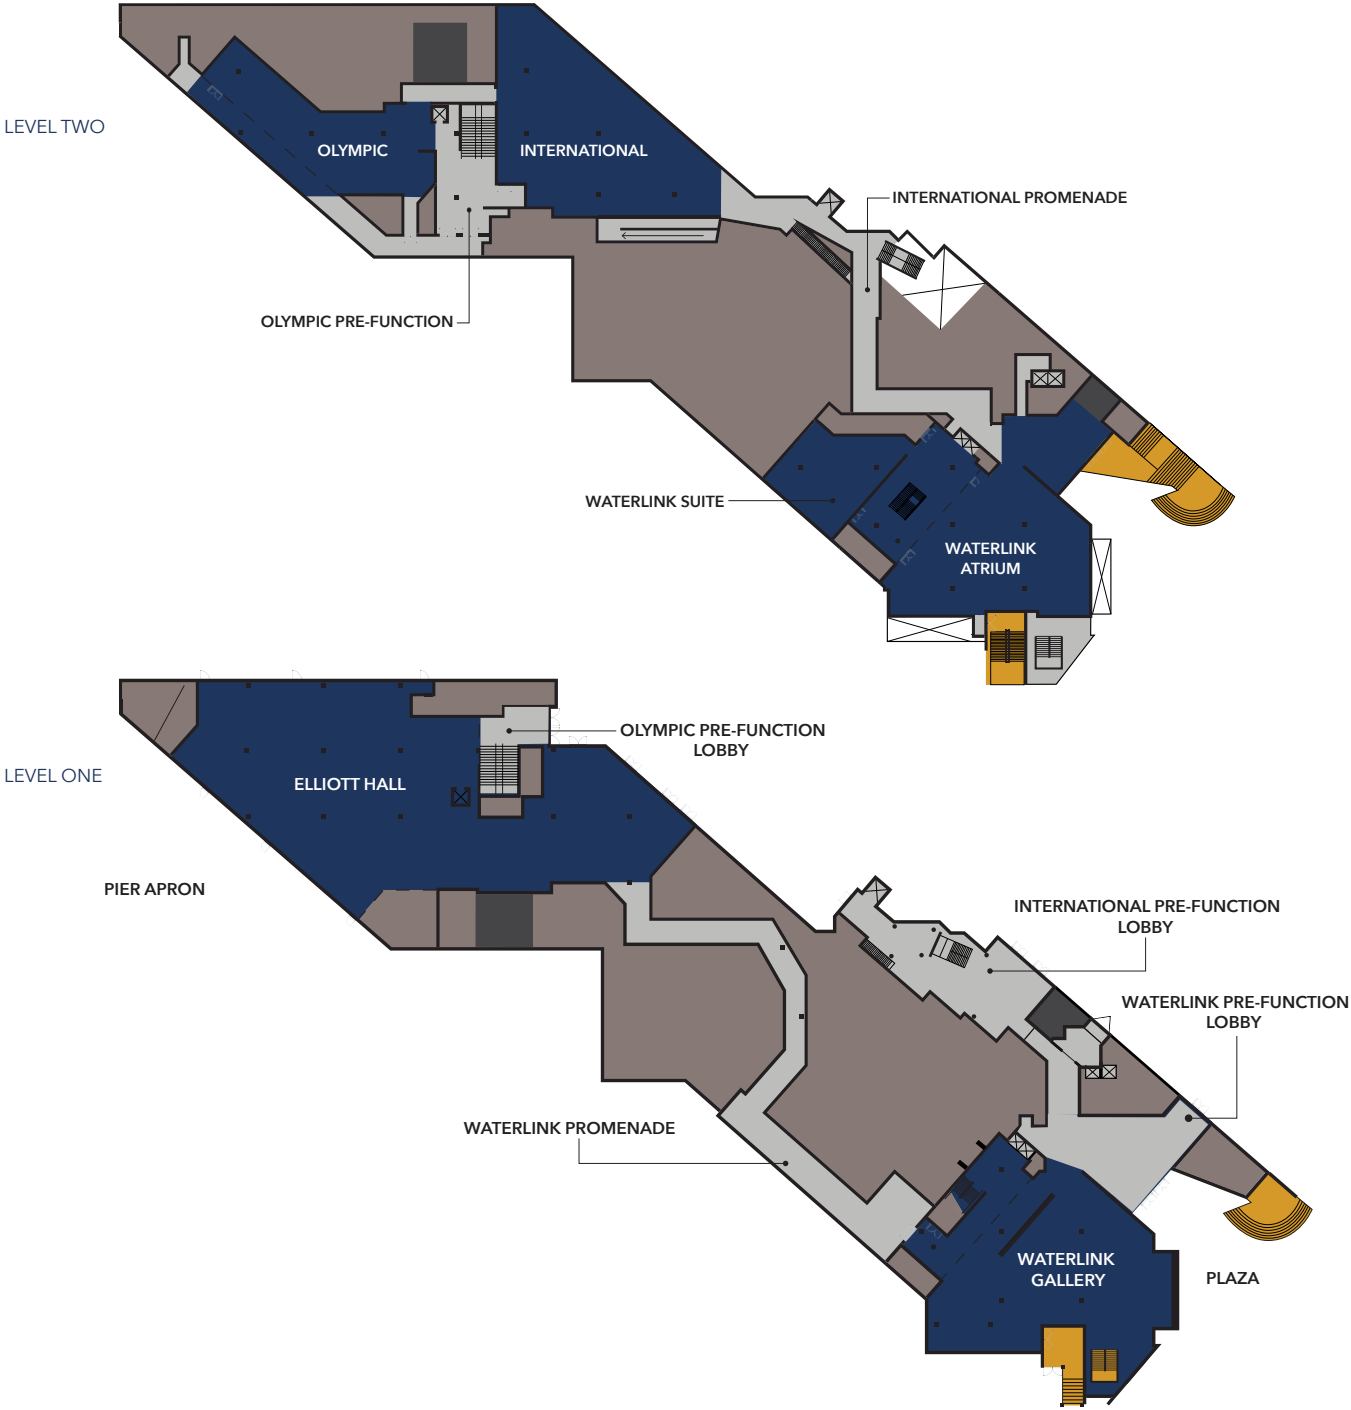 LEVEL TWO
OLYMPIC
INTERNATIONAL
INTERNATIONAL PROMENADE
OLYMPIC PRE-FUNCTION
WATERLINK SUITE
WATERLINK
ATRIUM
OLYMPIC PRE-FUNCTION
LOBBY
LEVEL ONE
ELLIOTT HALL
PIER APRON
INTERNATIONAL PRE-FUNCTION
LOBBY
WATERLINK PRE-FUNCTION
LOBBY
WATERLINK PROMENADE
WATERLINK
GALLERY
PLAZA